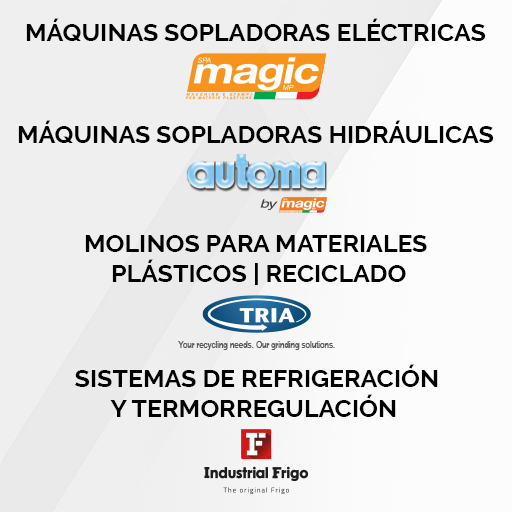 MÁQUINAS SOPLADORAS ELÉCTRICAS
SPA
magic
MP
MACCHINE E STAMPI
PER MATERIE PLASTICHE
MÁQUINAS SOPLADORAS HIDRÁULICAS
automa
by magic
MOLINOS PARA MATERIALES
PLÁSTICOS | RECICLADO
TRIA
Your recycling needs. Our grinding solutions.
SISTEMAS DE REFRIGERACIÓN
Y TERMORREGULACIÓN
IF
Industrial Frigo
The original Frigo